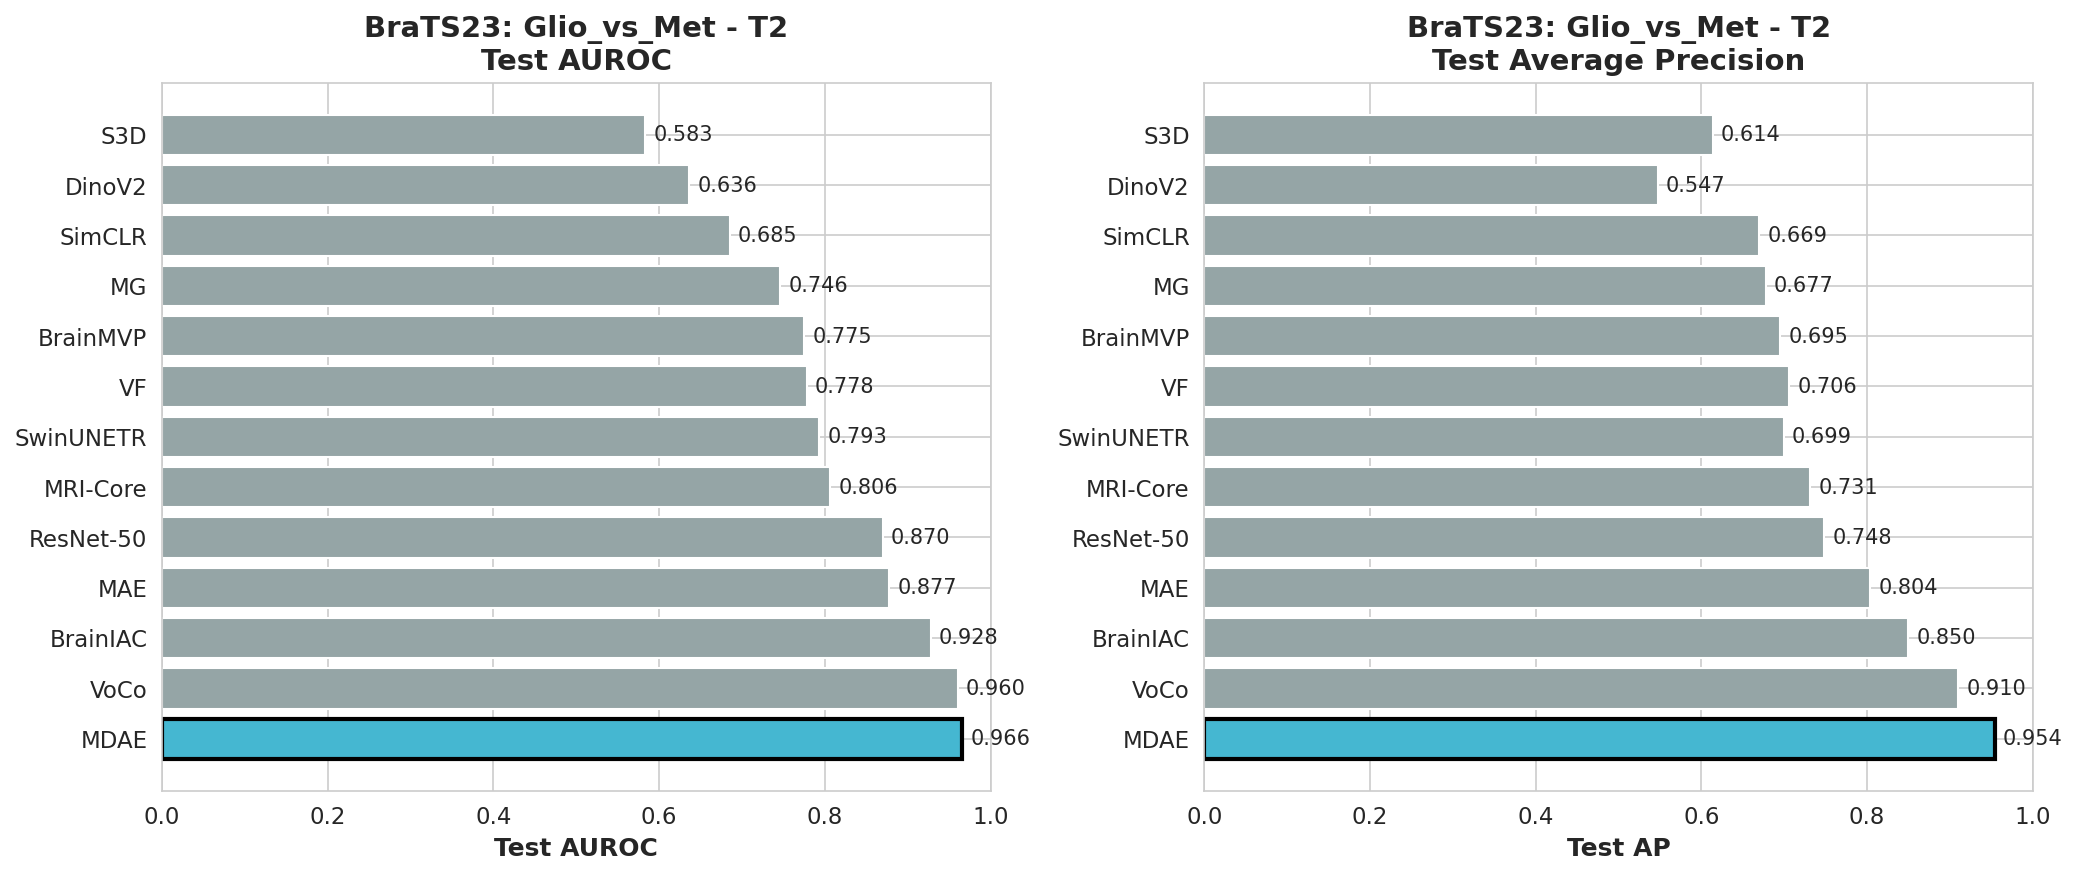 BraTS23: Glio_vs_Met - T2
Test AUROC
S3D
0.583
DinoV2
0.636
SimCLR
0.685
MG
0.746
BrainMVP
0.775
VF
0.778
SwinUNETR
0.793
MRI-Core
0.806
ResNet-50
0.870
MAE
0.877
BrainIAC
0.928
VoCo
0.960
MDAE
0.966
0.0 0.2 0.4 0.6 0.8 1.0
Test AUROC
BraTS23: Glio_vs_Met - T2
Test Average Precision
S3D
0.614
DinoV2
0.547
SimCLR
0.669
MG
0.677
BrainMVP
0.695
VF
0.706
SwinUNETR
0.699
MRI-Core
0.731
ResNet-50
0.748
MAE
0.804
BrainIAC
0.850
VoCo
0.910
MDAE
0.954
0.0 0.2 0.4 0.6 0.8 1.0
Test AP